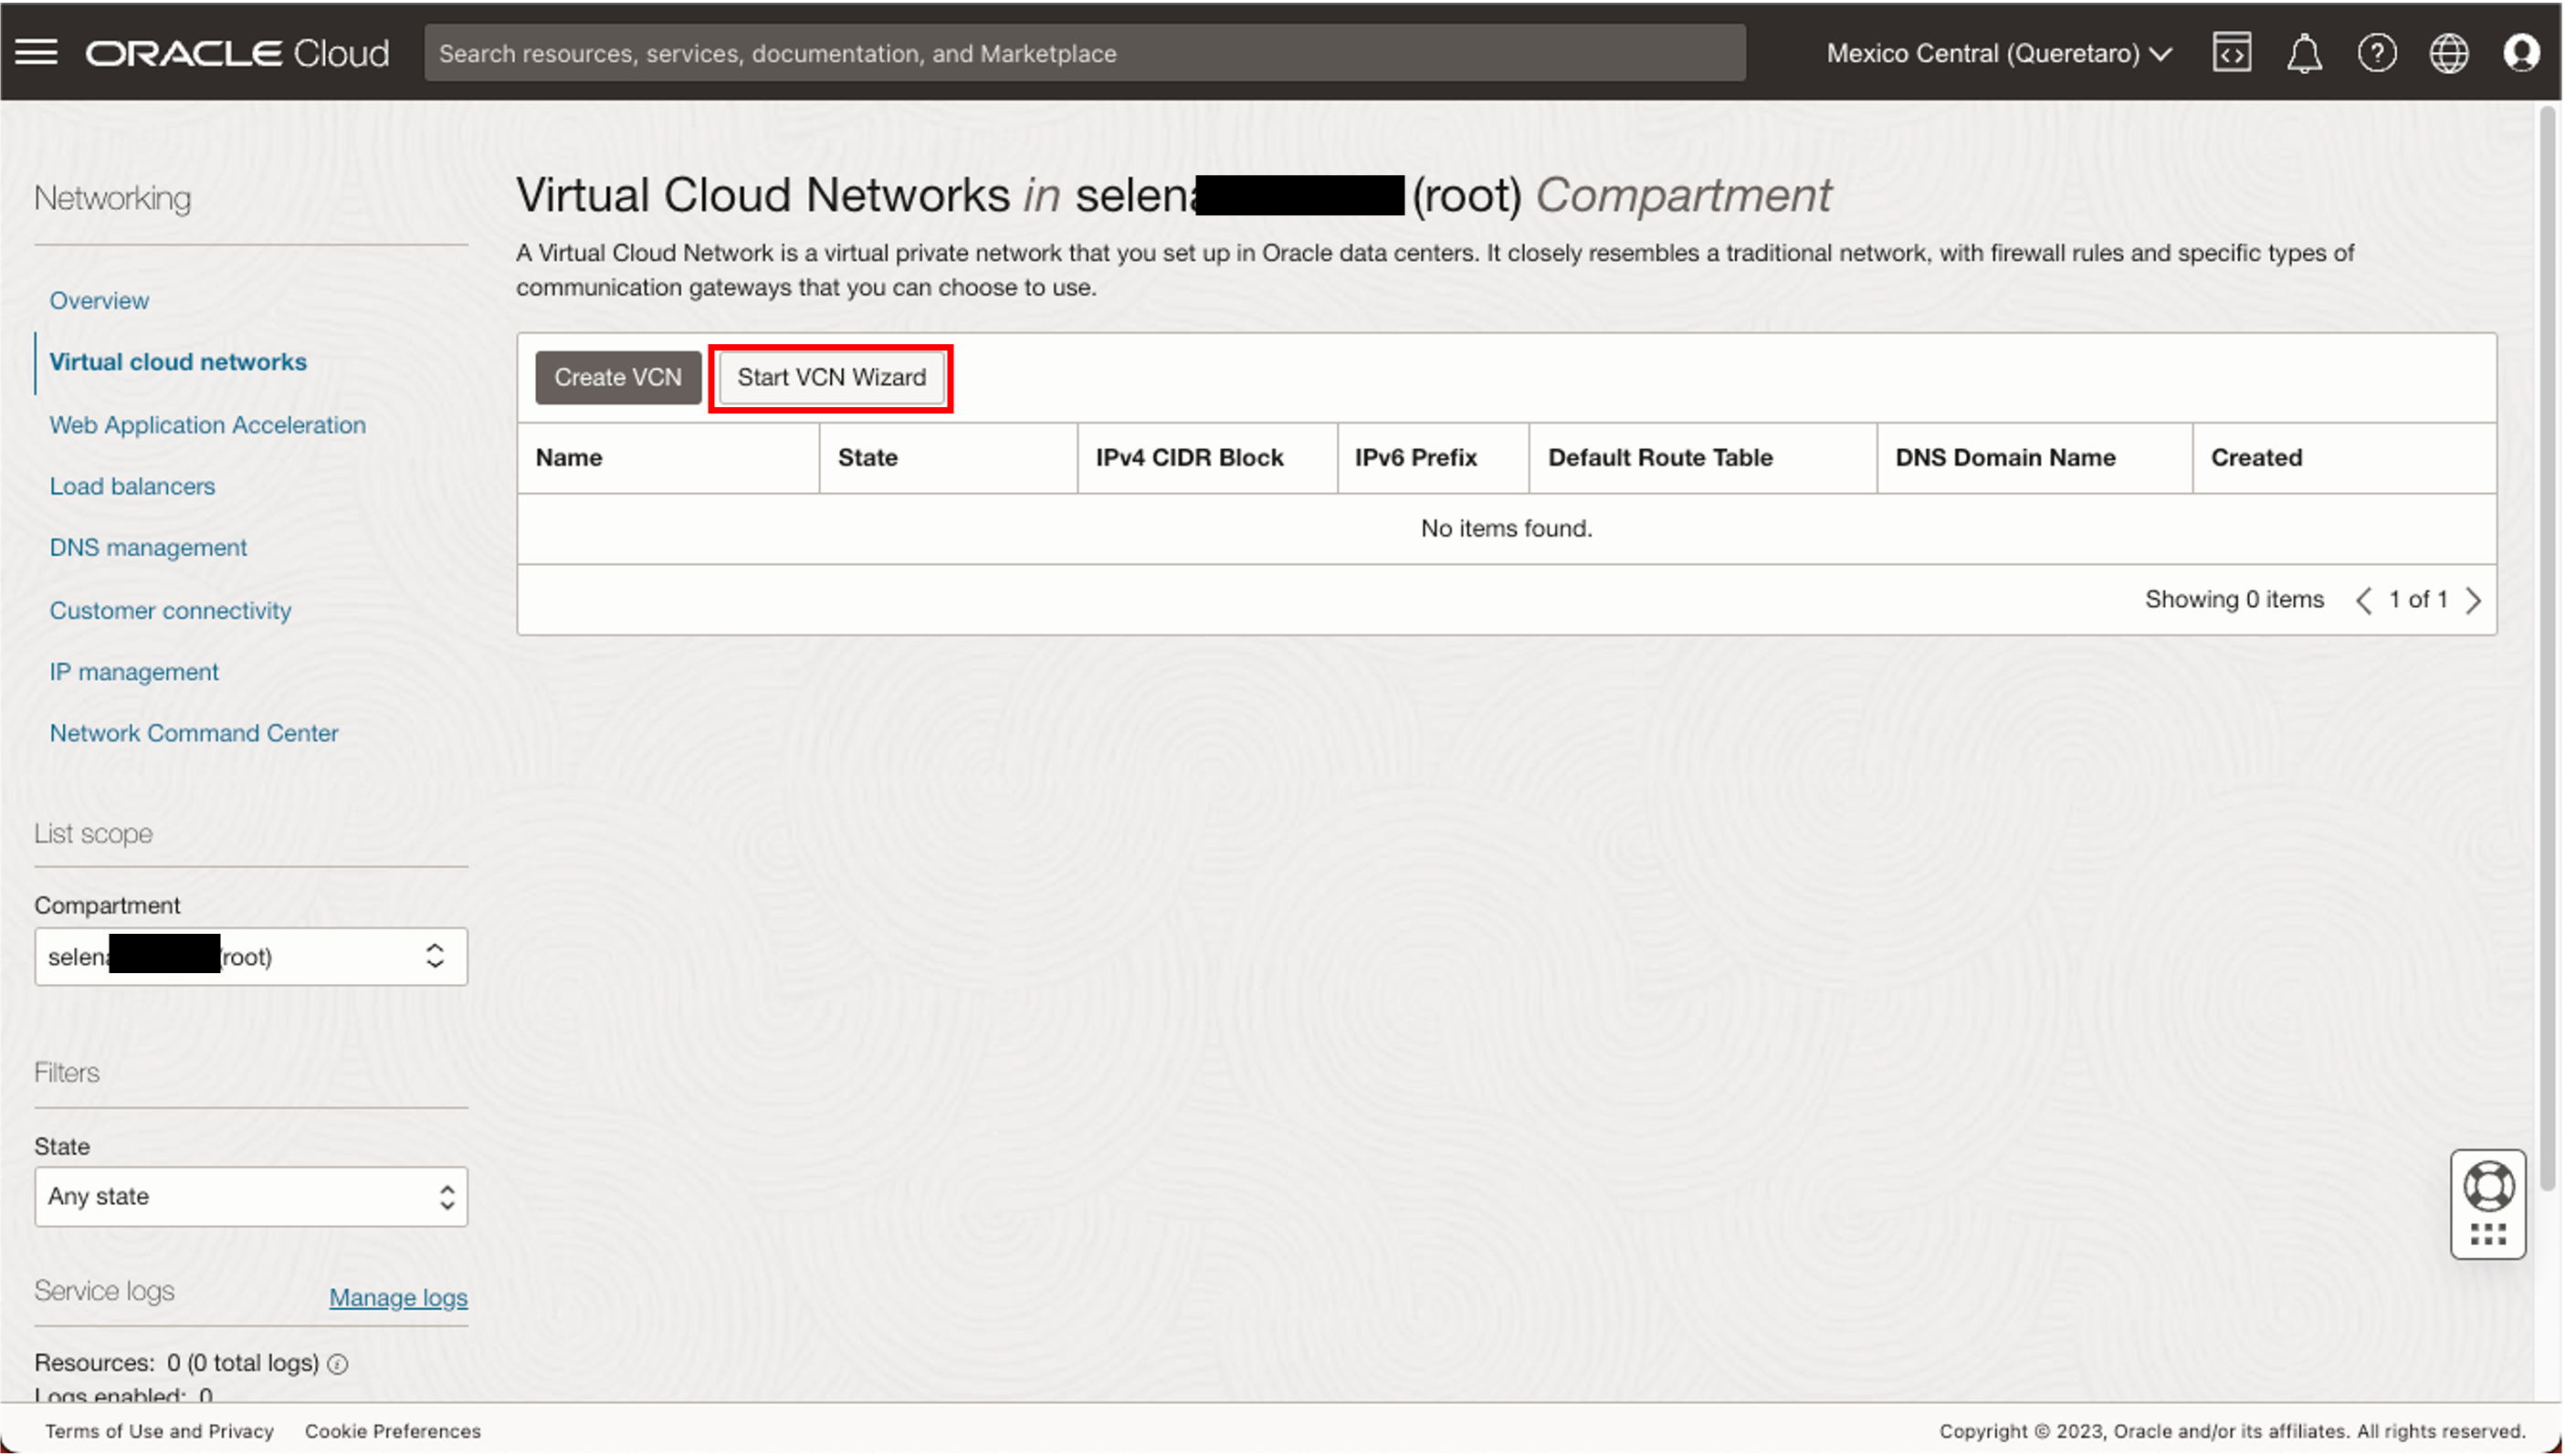 ORACLE Cloud
Search resources, services, documentation, and Marketplace
Mexico Central (Queretaro)
Networking
Overview
Virtual cloud networks
Web Application Acceleration
Load balancers
DNS management
Customer connectivity
IP management
Network Command Center
List scope
Compartment
selena (root)
Filters
State
Any state
Service logs Manage logs
Resources: 0 (0 total logs)
Logs enabled: 0
Virtual Cloud Networks in selena (root) Compartment
A Virtual Cloud Network is a virtual private network that you set up in Oracle data centers. It closely resembles a traditional network, with firewall rules and specific types of
communication gateways that you can choose to use.
Create VCN Start VCN Wizard
Name State IPv4 CIDR Block IPv6 Prefix Default Route Table DNS Domain Name Created
No items found.
Showing 0 items < 1 of 1 >
Terms of Use and Privacy Cookie Preferences
Copyright © 2023, Oracle and/or its affiliates. All rights reserved.